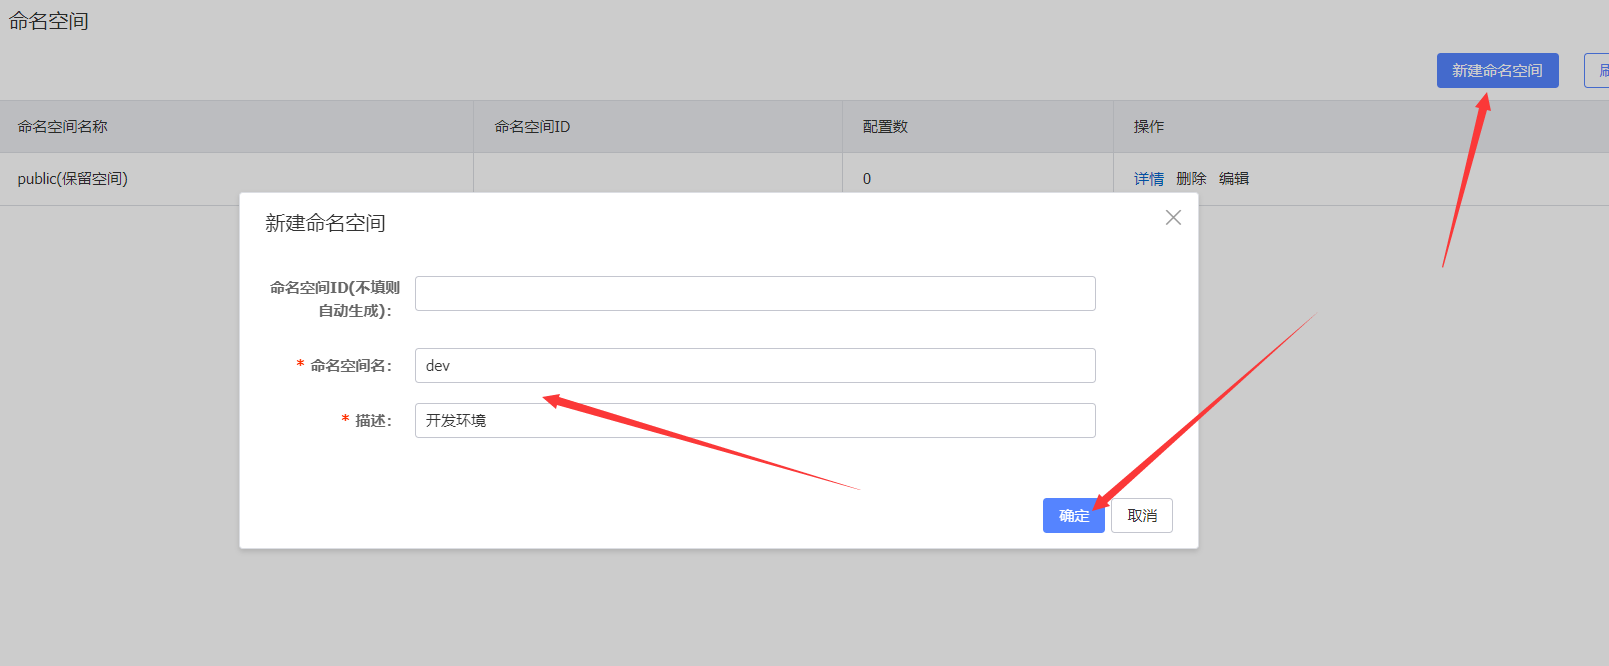 命名空间
新建命名空间
命名空间名称 命名空间ID 配置数 操作
public(保留空间) 0 详情 删除 编辑
新建命名空间
命名空间ID(不填则
自动生成):
* 命名空间名: dev
* 描述: 开发环境
确定 取消